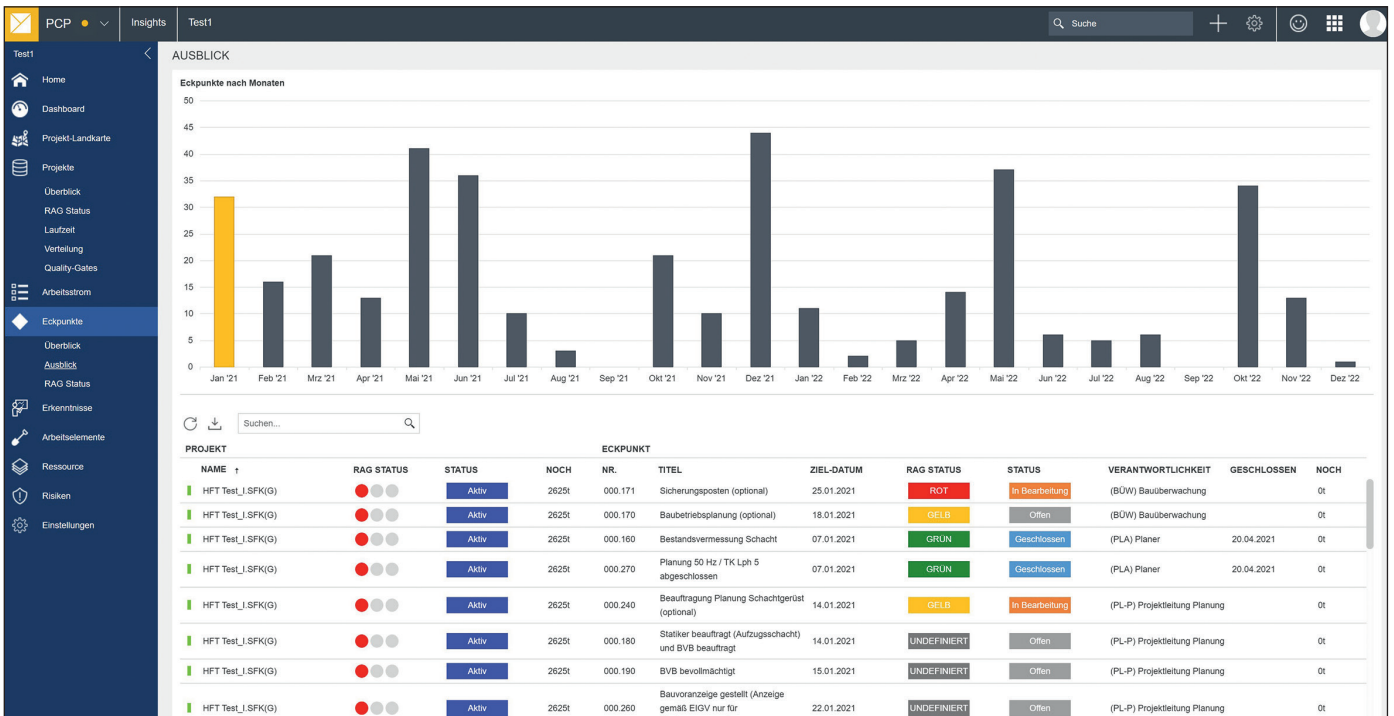 PCP Insights Test1 Suche
Test1
Home
Dashboard
Projekt-Landkarte
Projekte
Überblick
RAG Status
Laufzeit
Verteilung
Quality-Gates
Arbeitsstrom
Eckpunkte
Überblick
Ausblick
RAG Status
Erkenntnisse
Arbeitselemente
Ressource
Risiken
Einstellungen
AUSBLICK
Eckpunkte nach Monaten
50
45
40
35
30
25
20
15
10
5
0
Jan '21 Feb '21 Mrz '21 Apr '21 Mai '21 Jun '21 Jul '21 Aug '21 Sep '21 Okt '21 Nov '21 Dez '21 Jan '22 Feb '22 Mrz '22 Apr '22 Mai '22 Jun '22 Jul '22 Aug '22 Sep '22 Okt '22 Nov '22 Dez '22
Suchen...
PROJEKT ECKPUNKT
NAME ↑ RAG STATUS STATUS NOCH NR. TITEL ZIEL-DATUM RAG STATUS STATUS VERANTWORTLICHKEIT GESCHLOSSEN NOCH
HFT Test_I.SFK(G) Aktiv 2625t 000.171 Sicherungsposten (optional) 25.01.2021 ROT In Bearbeitung (BÜW) Bauüberwachung 0t
HFT Test_I.SFK(G) Aktiv 2625t 000.170 Baubetriebsplanung (optional) 18.01.2021 GELB Offen (BÜW) Bauüberwachung 0t
HFT Test_I.SFK(G) Aktiv 2625t 000.160 Bestandsvermessung Schacht 07.01.2021 GRÜN Geschlossen (PLA) Planer 20.04.2021 0t
HFT Test_I.SFK(G) Aktiv 2625t 000.270 Planung 50 Hz / TK Lph 5
abgeschlossen 07.01.2021 GRÜN Geschlossen (PLA) Planer 20.04.2021 0t
HFT Test_I.SFK(G) Aktiv 2625t 000.240 Beauftragung Planung Schachtgerüst
(optional) 14.01.2021 GELB In Bearbeitung (PL-P) Projektleitung Planung 0t
HFT Test_I.SFK(G) Aktiv 2625t 000.180 Statiker beauftragt (Aufzugsschacht)
und BVB beauftragt 14.01.2021 UNDEFINIERT Offen (PL-P) Projektleitung Planung 0t
HFT Test_I.SFK(G) Aktiv 2625t 000.190 BVB bevollmächtigt 15.01.2021 UNDEFINIERT Offen (PL-P) Projektleitung Planung 0t
HFT Test_I.SFK(G) Aktiv 2625t 000.260 Bauvoranzeige gestellt (Anzeige
gemäß EIGV nur für 22.01.2021 UNDEFINIERT Offen (PL-P) Projektleitung Planung 0t